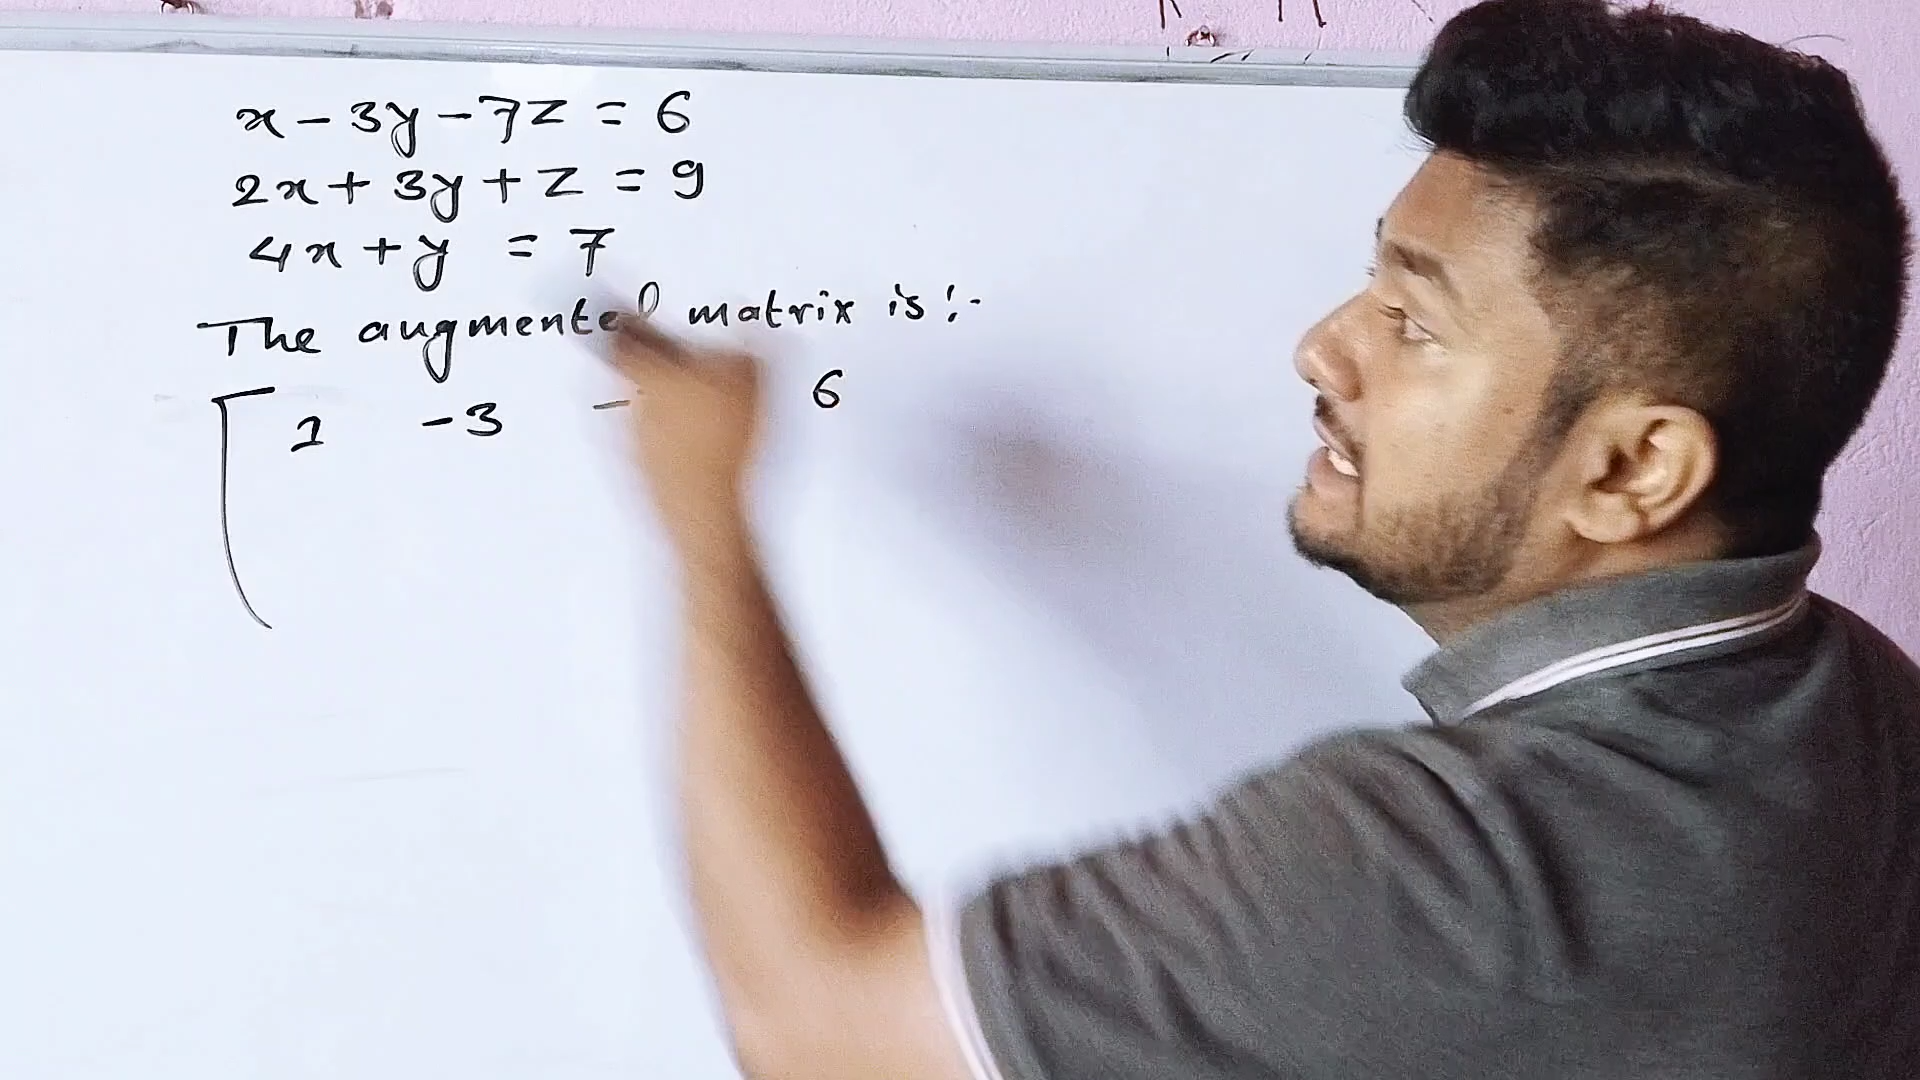 x - 3y - 7z = 6
2x + 3y + z = 9
4x + y = 7
The augmented matrix is :-
1 -3 - 6